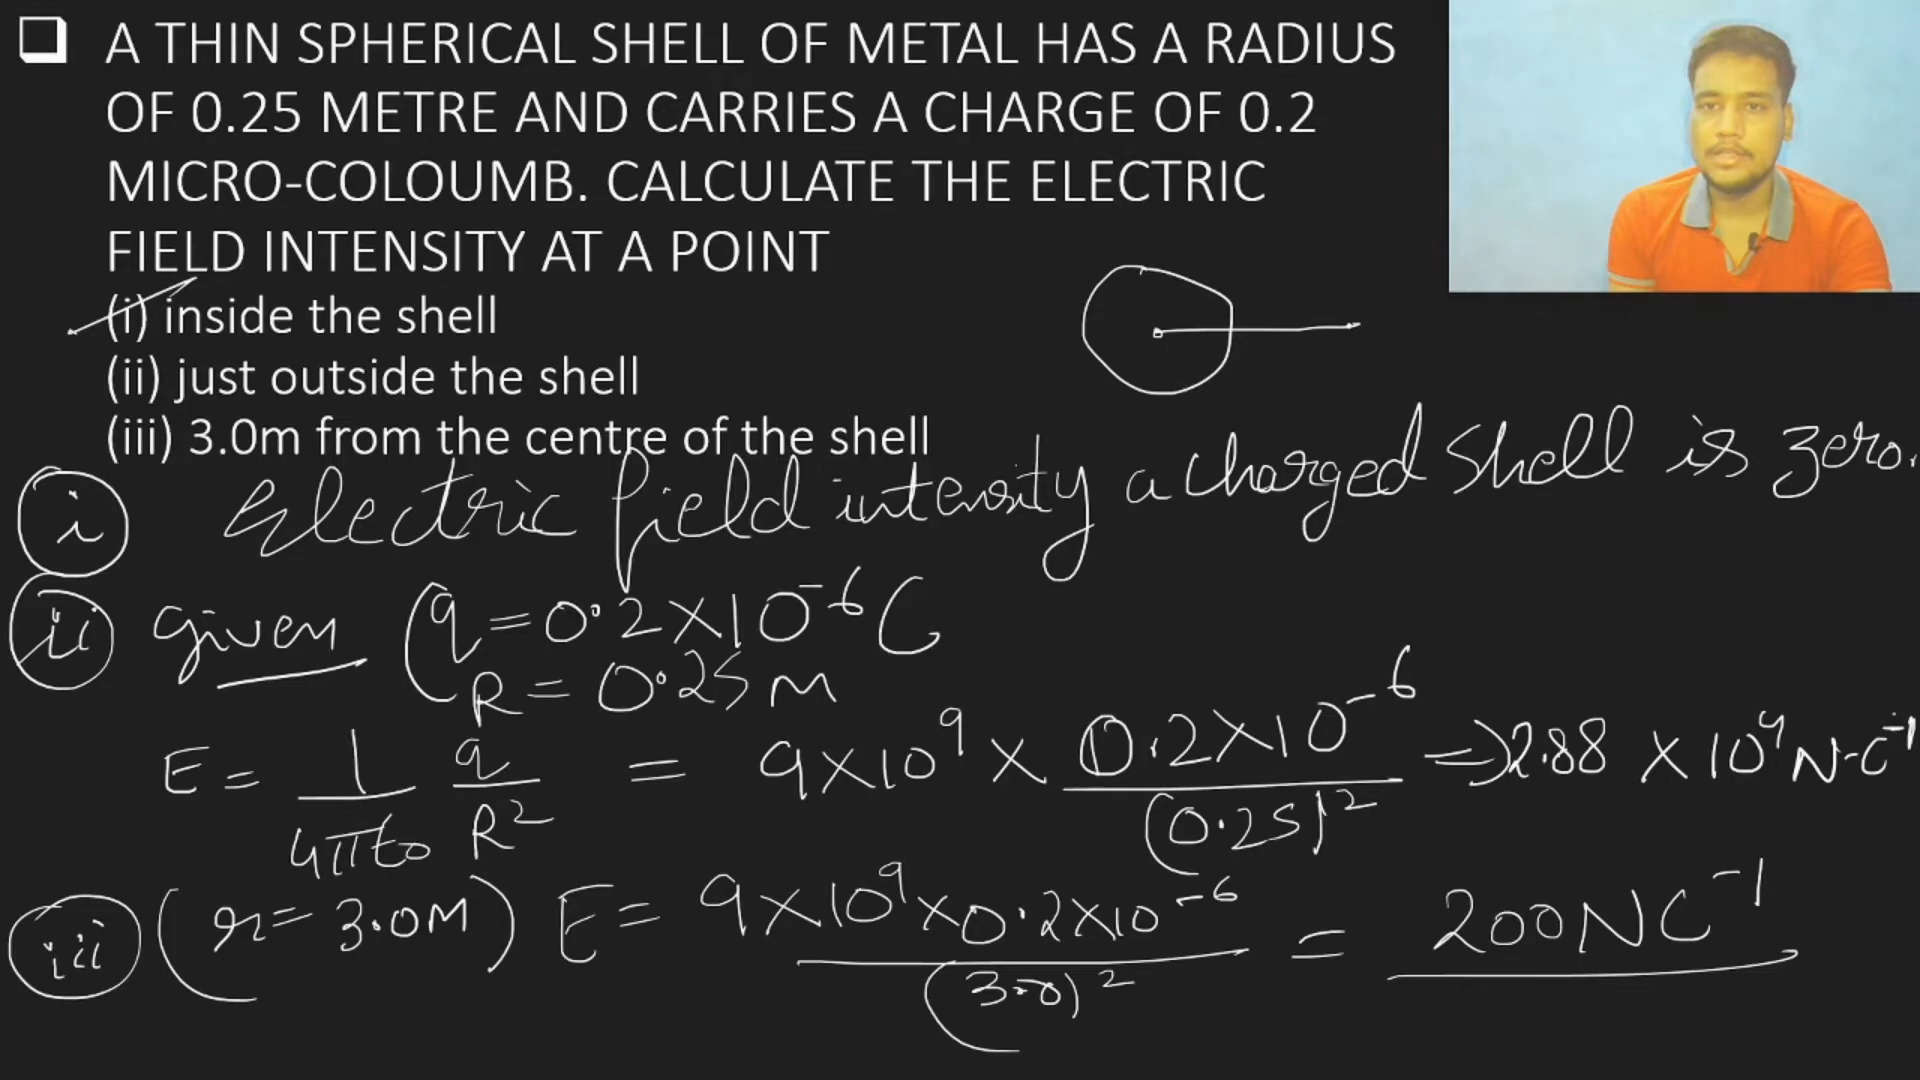 A THIN SPHERICAL SHELL OF METAL HAS A RADIUS
OF 0.25 METRE AND CARRIES A CHARGE OF 0.2
MICRO-COLOUMB. CALCULATE THE ELECTRIC
FIELD INTENSITY AT A POINT
(i) inside the shell
(ii) just outside the shell
(iii) 3.0m from the centre of the shell
(i) Electric field intensity a charged shell is zero.
(ii) given (q = 0.2 × 10⁻⁶ C
R = 0.25 M
E = 1/4πε₀ q/R² = 9×10⁹ × 0.2×10⁻⁶/(0.25)² => 2.88 × 10⁴ N-C⁻¹
(iii) (r = 3.0M) E = 9×10⁹×0.2×10⁻⁶/(3.0)² = 200NC⁻¹